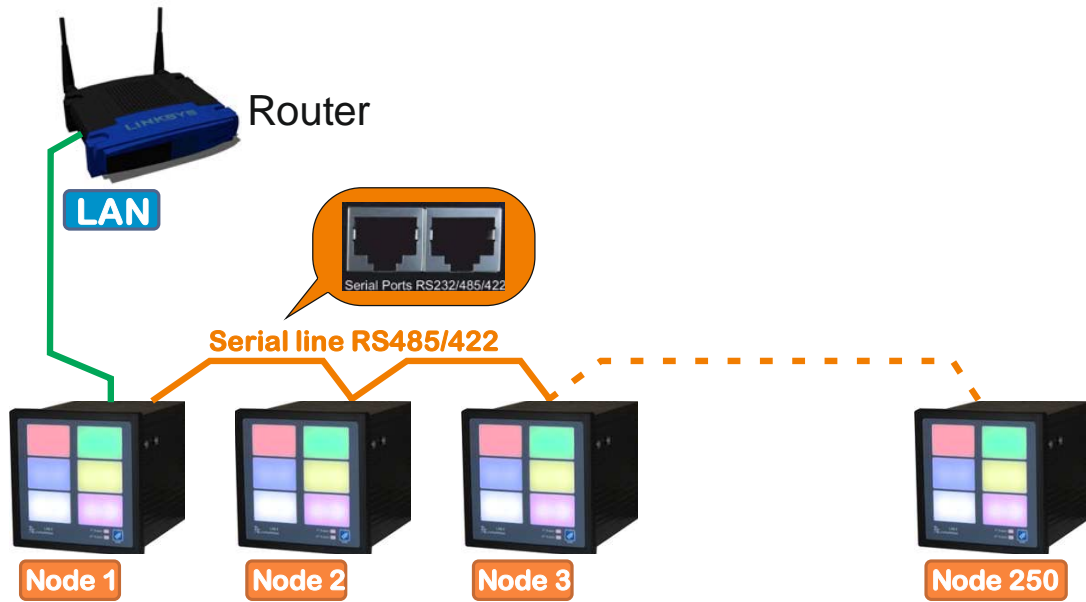 LINKSYS
Router
LAN
Serial Ports RS232/485/422
Serial line RS485/422
Node 1
Node 2
Node 3
Node 250